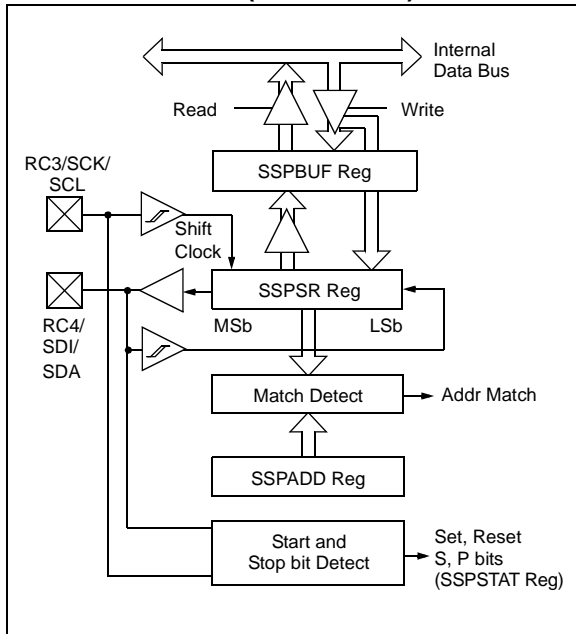 Internal
Data Bus
Read
Write
SSPBUF Reg
RC3/SCK/
SCL
Shift
Clock
SSPSR Reg
MSb
LSb
RC4/
SDI/
SDA
Match Detect
Addr Match
SSPADD Reg
Start and
Stop bit Detect
Set, Reset
S, P bits
(SSPSTAT Reg)